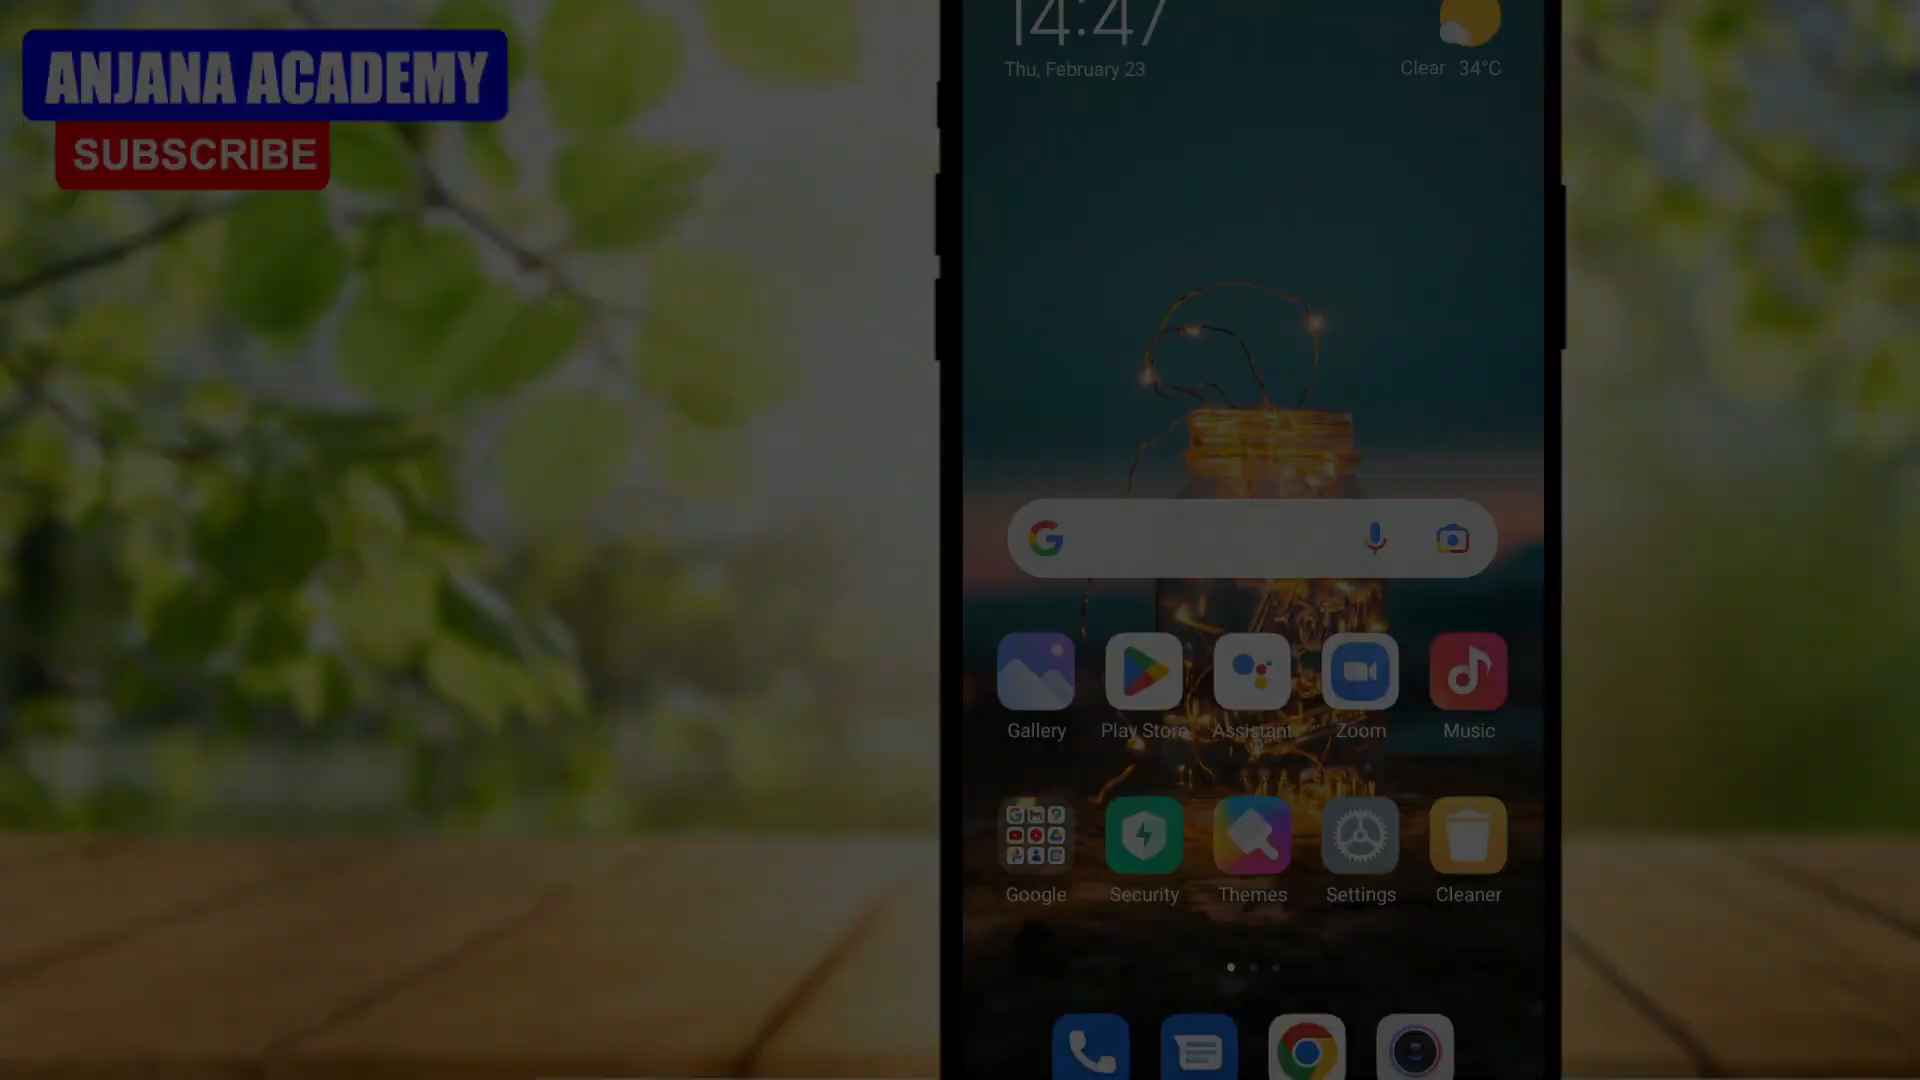 ANJANA ACADEMY
SUBSCRIBE
14:47
Thu, February 23
Clear 34°C
Gallery
Play Store
Assistant
Zoom
Music
Google
Security
Themes
Settings
Cleaner